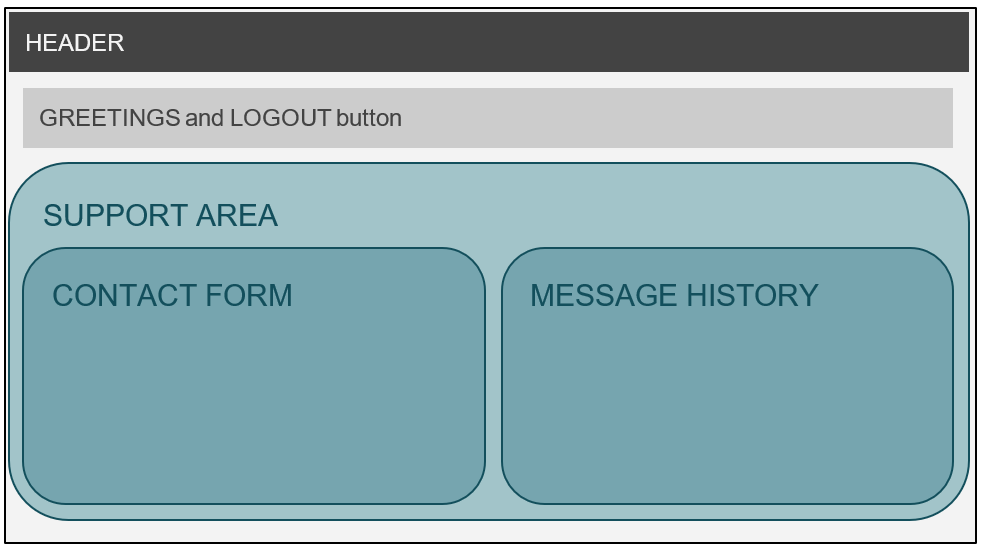 HEADER
GREETINGS and LOGOUT button
SUPPORT AREA
CONTACT FORM
MESSAGE HISTORY